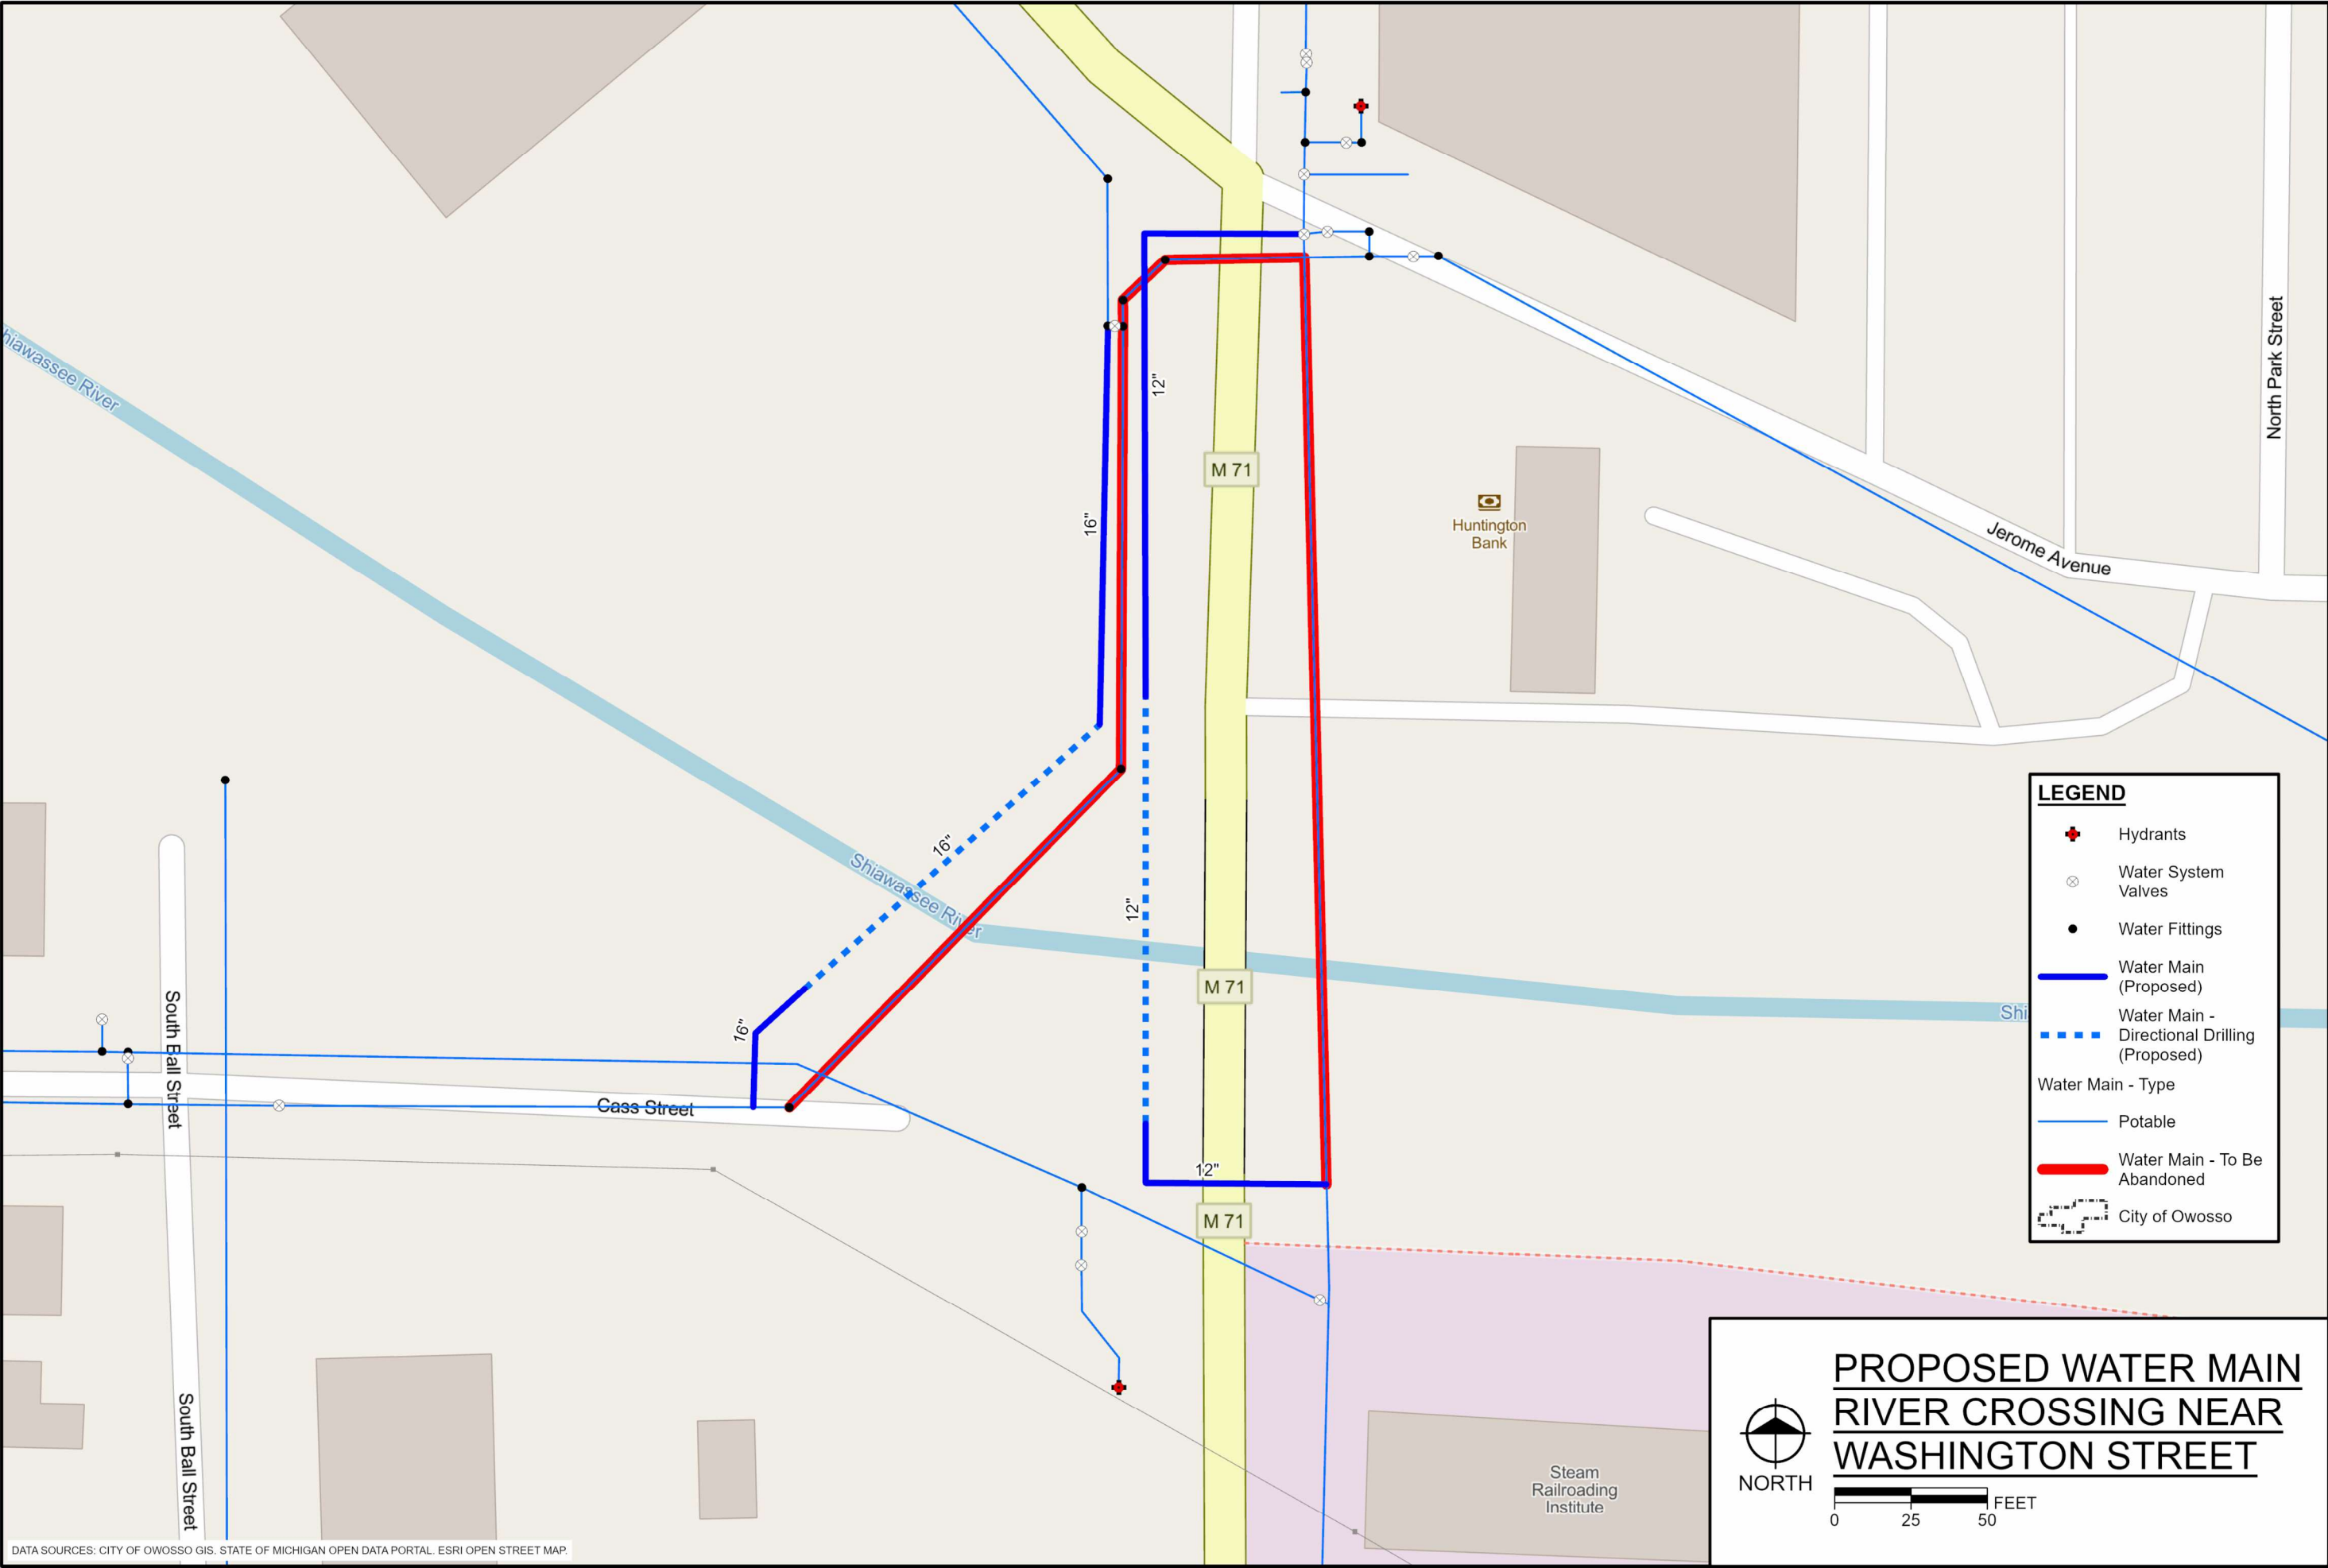 North Park Street
hiawassee River
12"
M 71
16"
Huntington
Bank
Jerome Avenue
LEGEND
Hydrants
Water System
Valves
Water Fittings
Water Main
(Proposed)
Water Main -
Directional Drilling
(Proposed)
Water Main - Type
Potable
Water Main - To Be
Abandoned
City of Owosso
16"
Shiawassee River
12"
M 71
Shi
South Ball Street
16"
Cass Street
12"
M 71
South Ball Street
Steam
Railroading
Institute
PROPOSED WATER MAIN
RIVER CROSSING NEAR
WASHINGTON STREET
NORTH
FEET
0 25 50
DATA SOURCES: CITY OF OWOSSO GIS. STATE OF MICHIGAN OPEN DATA PORTAL. ESRI OPEN STREET MAP.